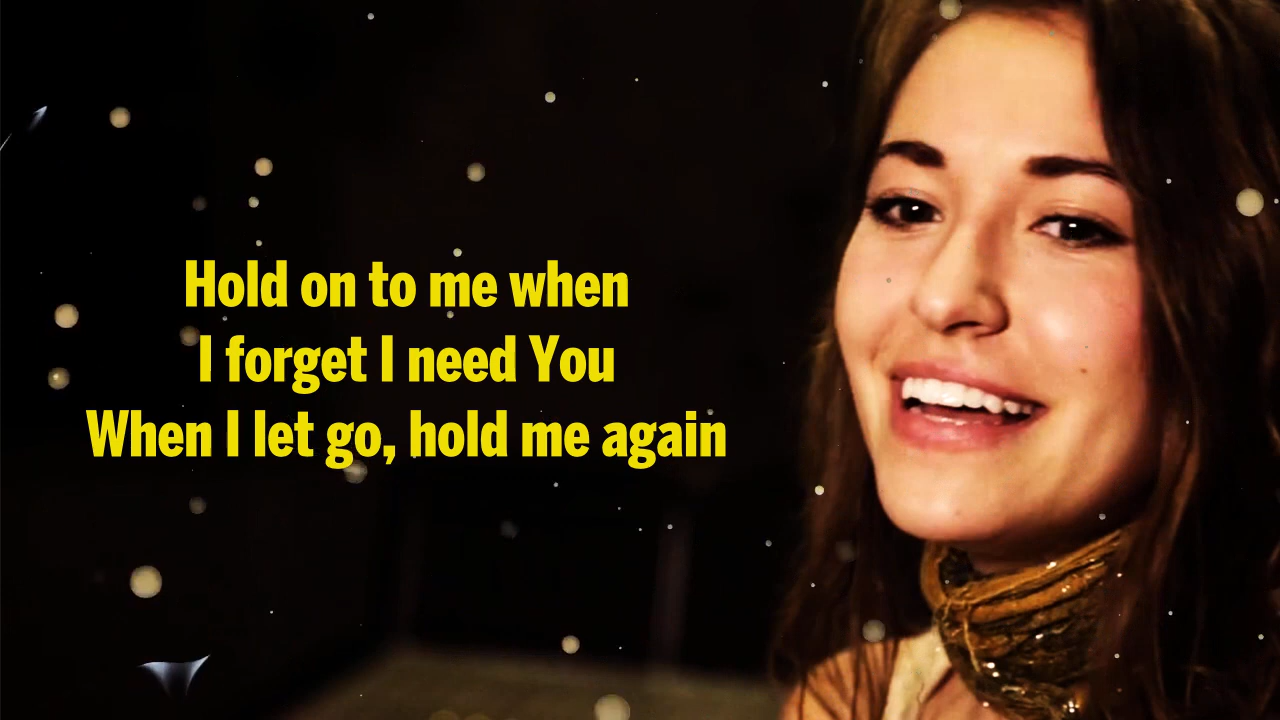 Hold on to me when
I forget I need You
When I let go, hold me again